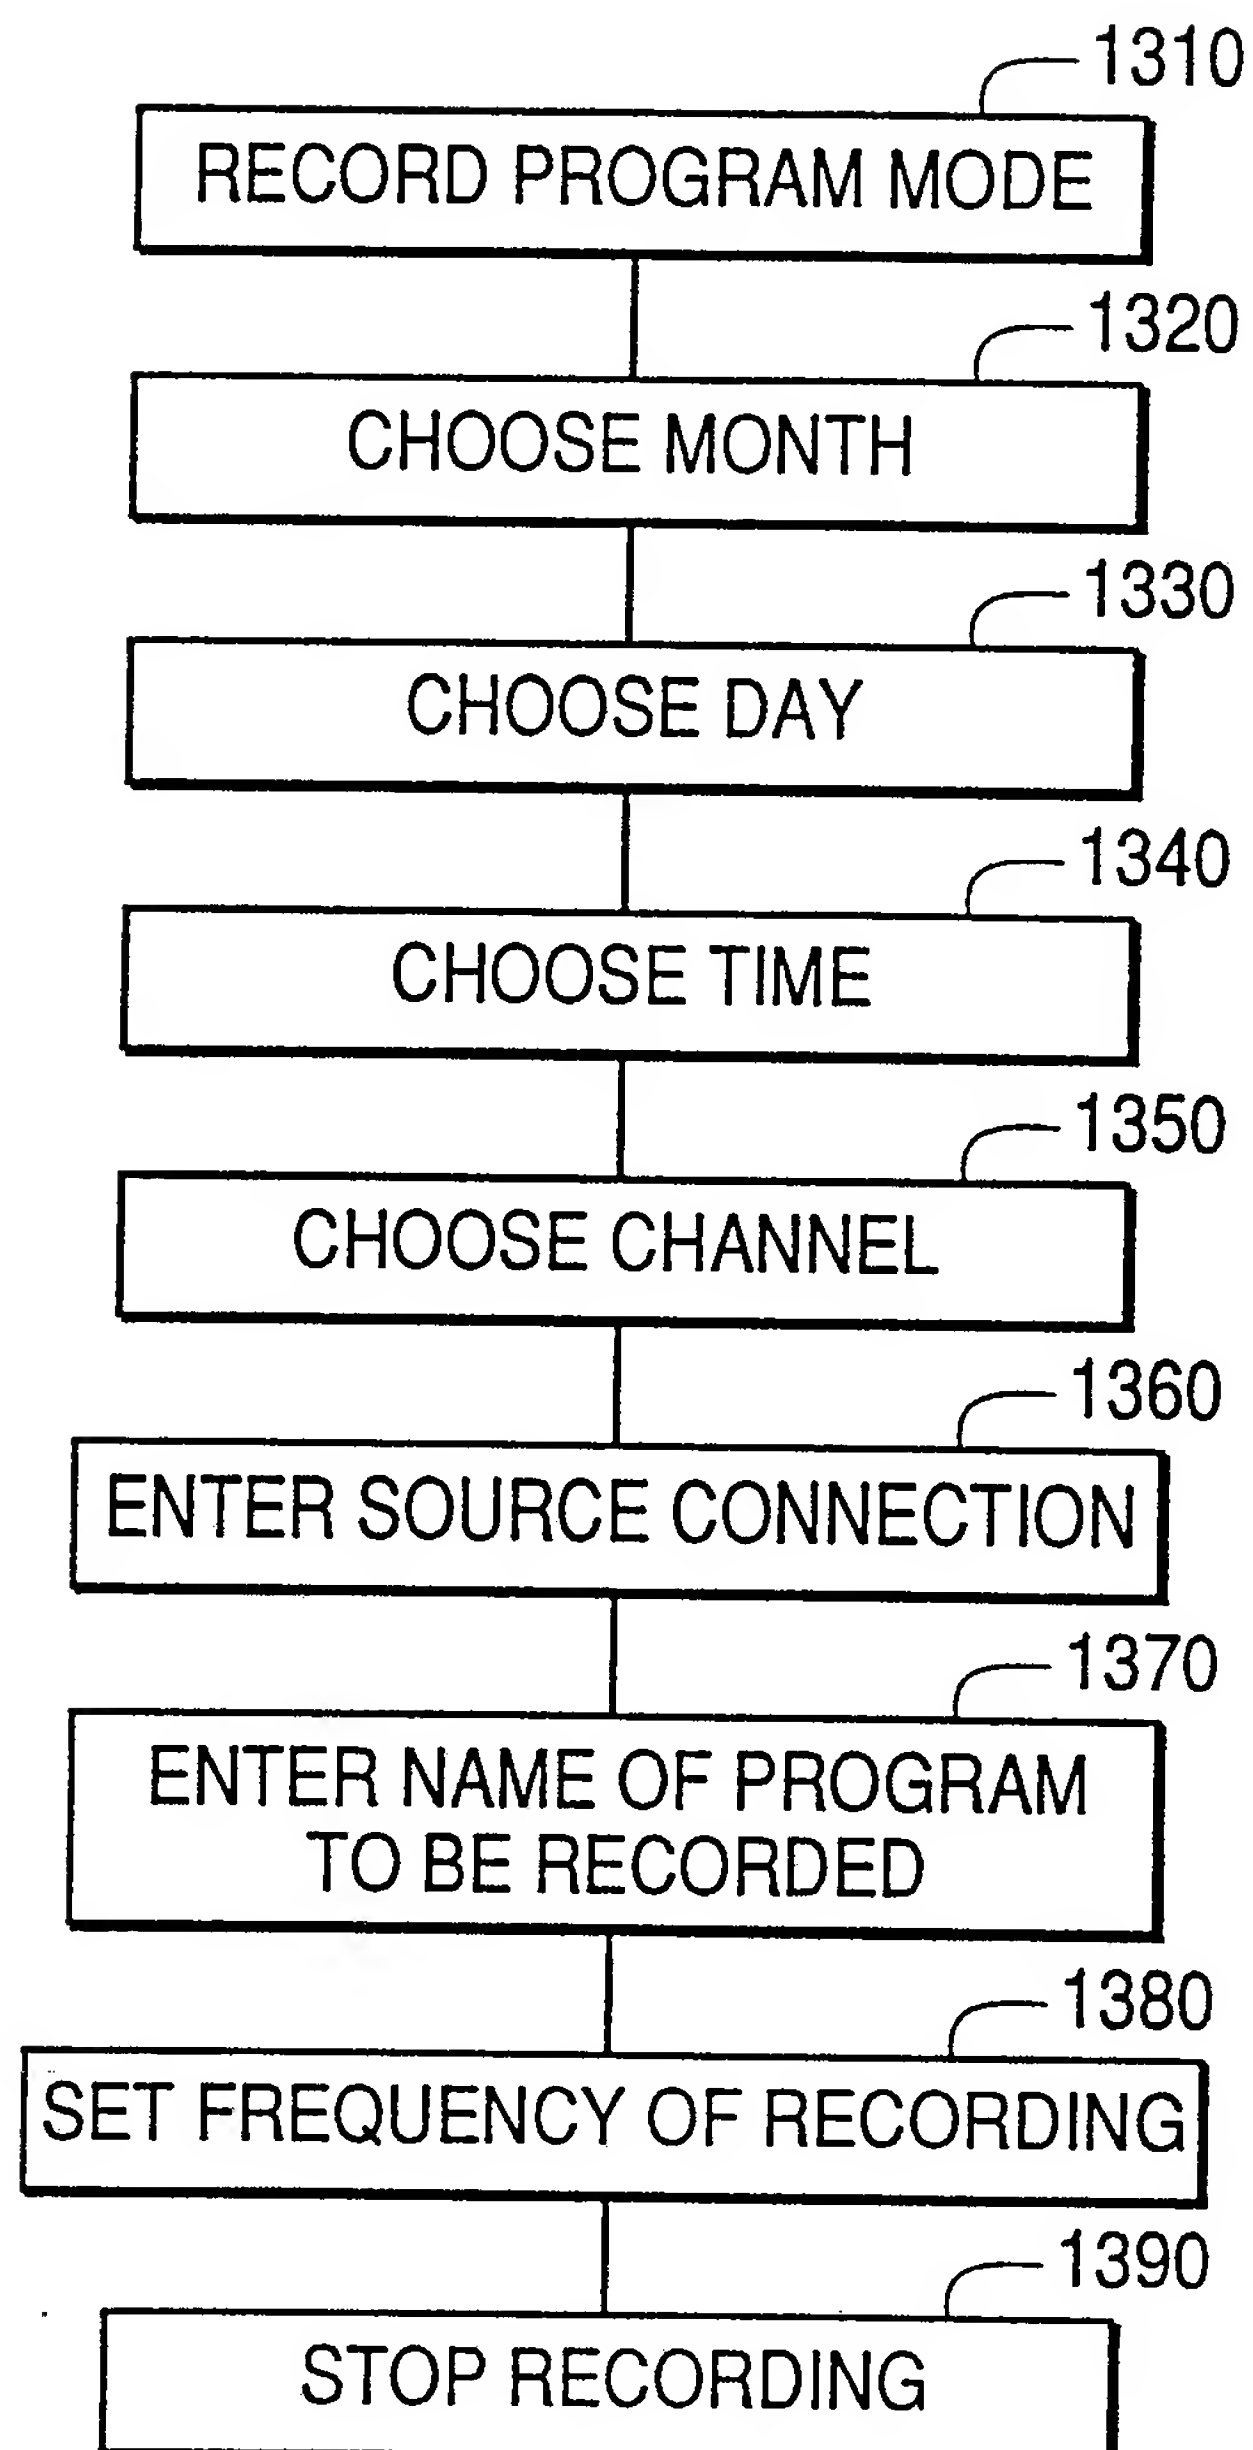 1310
RECORD PROGRAM MODE
1320
CHOOSE MONTH
1330
CHOOSE DAY
1340
CHOOSE TIME
1350
CHOOSE CHANNEL
1360
ENTER SOURCE CONNECTION
1370
ENTER NAME OF PROGRAM
TO BE RECORDED
1380
SET FREQUENCY OF RECORDING
1390
STOP RECORDING